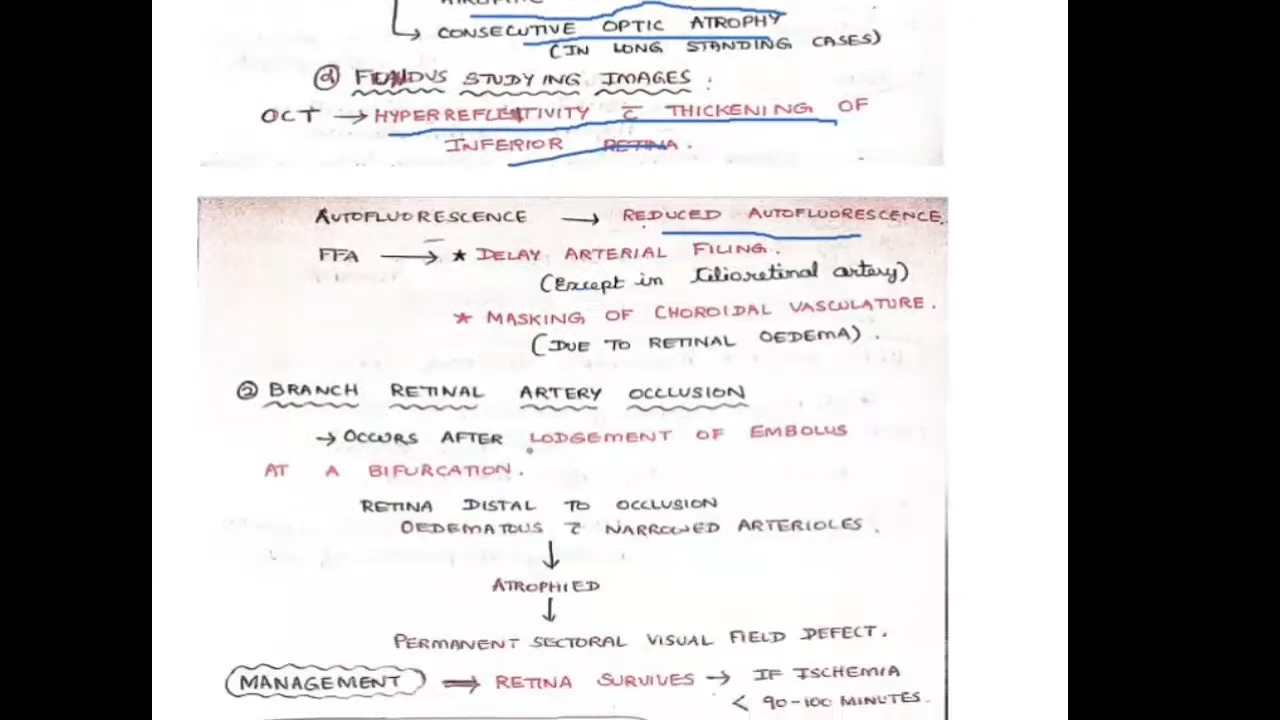 CONSECUTIVE OPTIC ATROPHY
(IN LONG STANDING CASES)
④ FUNDUS STUDYING IMAGES :
OCT → HYPERREFLECTIVITY c̄ THICKENING OF
INFERIOR RETINA.
AUTOFLUORESCENCE → REDUCED AUTOFLUORESCENCE.
FFA → * DELAY ARTERIAL FILING.
(Except in Cilioretinal artery)
* MASKING OF CHOROIDAL VASCULATURE.
(DUE TO RETINAL OEDEMA).
② BRANCH RETINAL ARTERY OCCLUSION
→ OCCURS AFTER LODGEMENT OF EMBOLUS
AT A BIFURCATION.
RETINA DISTAL TO OCCLUSION
OEDEMATOUS c̄ NARROWED ARTERIOLES.
↓
ATROPHIED
↓
PERMANENT SECTORAL VISUAL FIELD DEFECT.
MANAGEMENT ⇒ RETINA SURVIVES → IF ISCHEMIA
< 90-100 MINUTES.